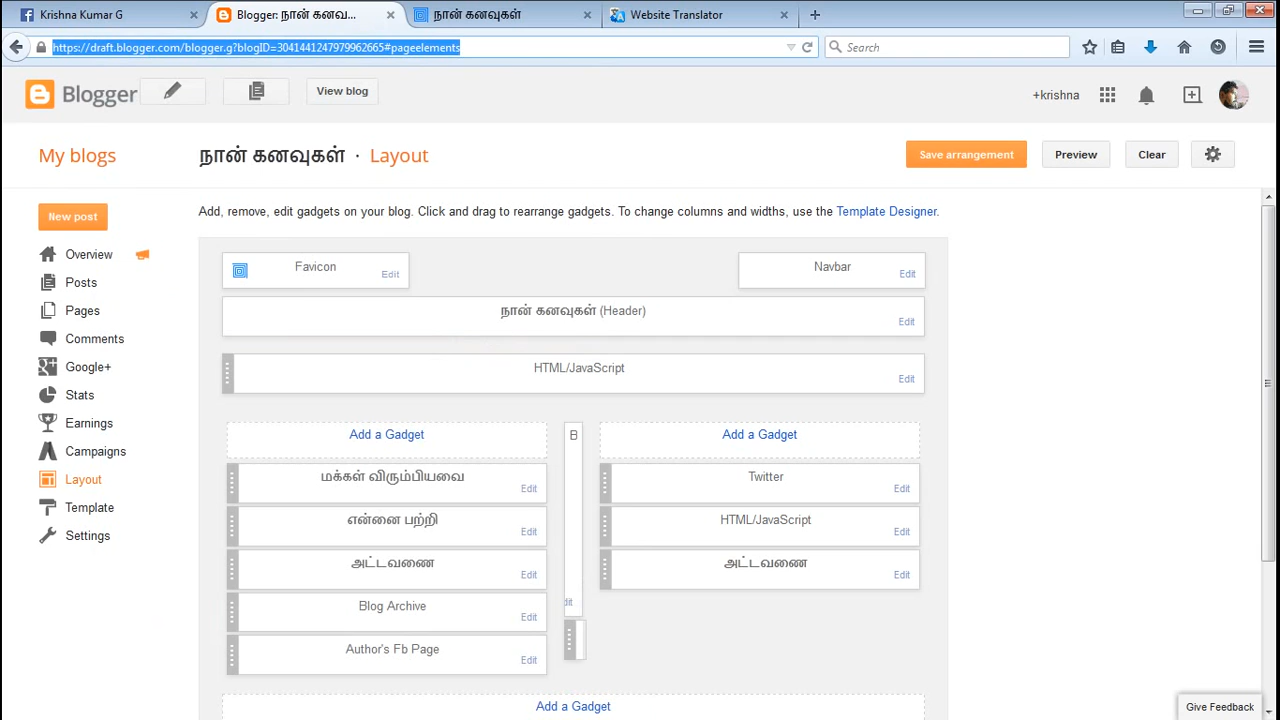 Krishna Kumar G
Blogger: நான் கனவ...
நான் கனவுகள்
Website Translator
https://draft.blogger.com/blogger.g?blogID=3041441247979962665#pageelements
Search
Blogger
View blog
+krishna
My blogs
நான் கனவுகள் · Layout
Save arrangement
Preview
Clear
New post
Add, remove, edit gadgets on your blog. Click and drag to rearrange gadgets. To change columns and widths, use the Template Designer.
Overview
Posts
Pages
Comments
Google+
Stats
Earnings
Campaigns
Layout
Template
Settings
Favicon
Edit
Navbar
Edit
நான் கனவுகள் (Header)
Edit
HTML/JavaScript
Edit
Add a Gadget
மக்கள் விரும்பியவை
Edit
என்னை பற்றி
Edit
அட்டவணை
Edit
Blog Archive
Edit
Author's Fb Page
Edit
B
dit
Add a Gadget
Twitter
Edit
HTML/JavaScript
Edit
அட்டவணை
Edit
Add a Gadget
Give Feedback